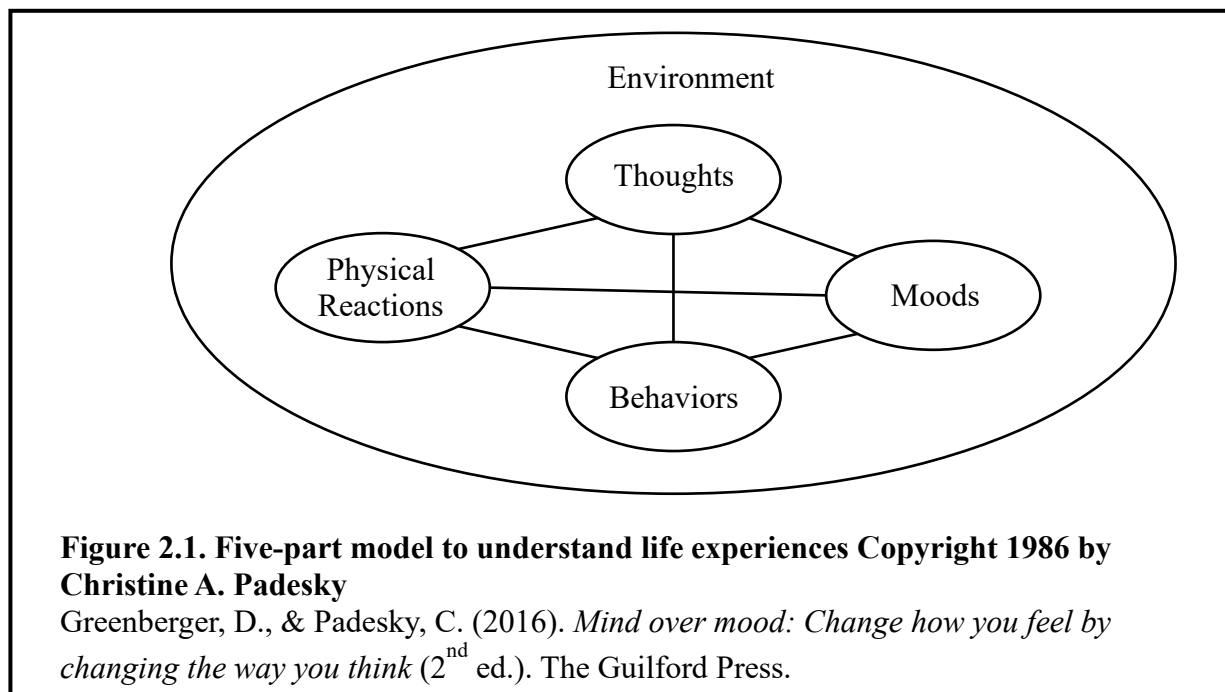 Environment
Thoughts
Physical
Reactions
Moods
Behaviors
Figure 2.1. Five-part model to understand life experiences Copyright 1986 by
Christine A. Padesky
Greenberger, D., & Padesky, C. (2016). Mind over mood: Change how you feel by
changing the way you think (2nd ed.). The Guilford Press.